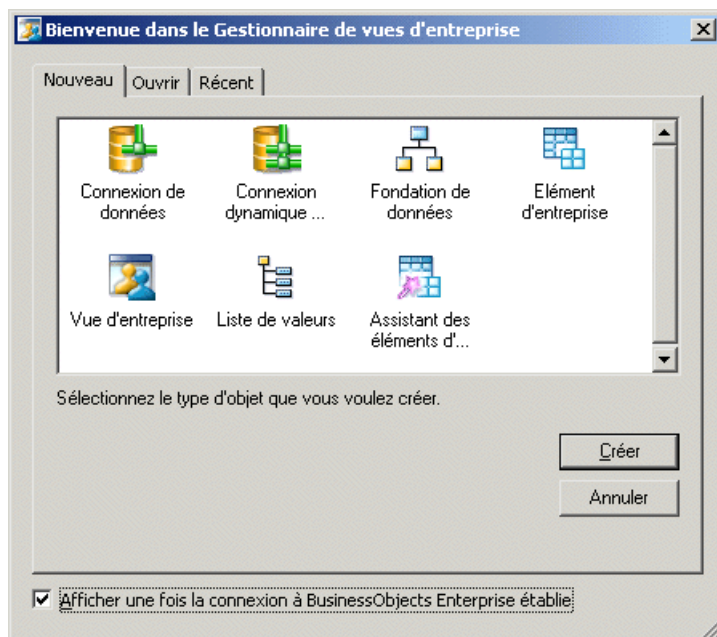 Bienvenue dans le Gestionnaire de vues d'entreprise
Nouveau Ouvrir Récent
Connexion de données
Connexion dynamique ...
Fondation de données
Elément d'entreprise
Vue d'entreprise
Liste de valeurs
Assistant des éléments d'...
Sélectionnez le type d'objet que vous voulez créer.
Créer
Annuler
Afficher une fois la connexion à BusinessObjects Enterprise établie